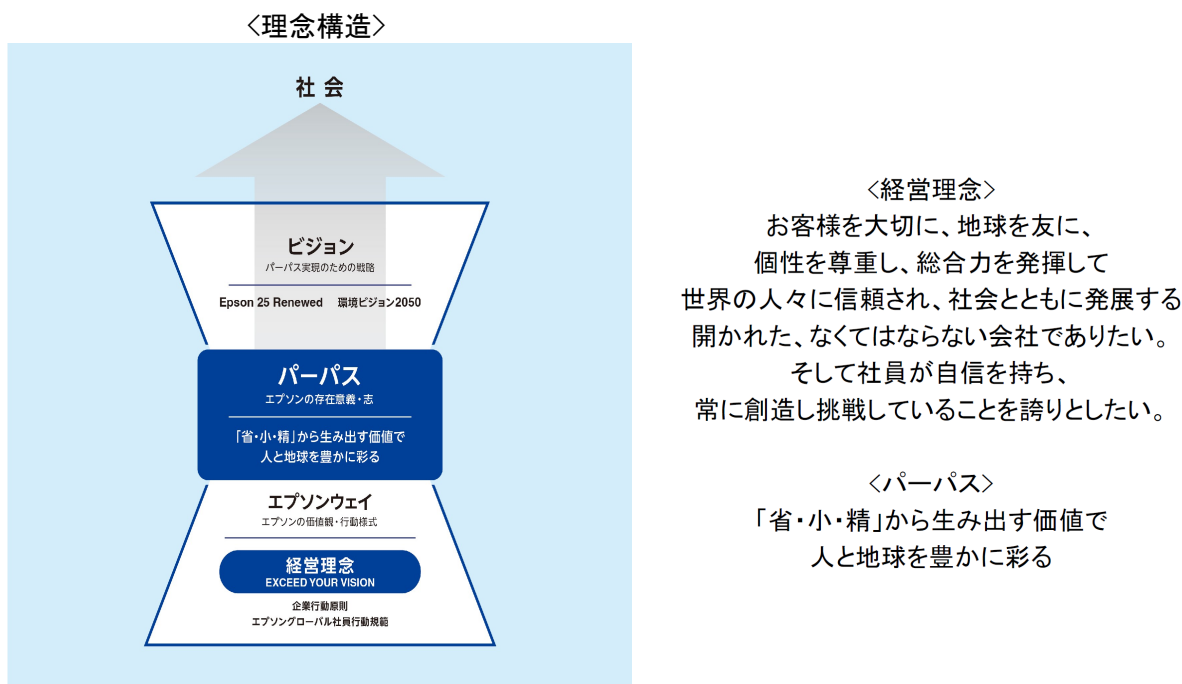 <理念構造>
社会
ビジョン
パーパス実現のための戦略
Epson 25 Renewed 環境ビジョン2050
パーパス
エプソンの存在意義・志
「省・小・精」から生み出す価値で
人と地球を豊かに彩る
エプソンウェイ
エプソンの価値観・行動様式
経営理念
EXCEED YOUR VISION
企業行動原則
エプソングローバル社員行動規範
<経営理念>
お客様を大切に、地球を友に、
個性を尊重し、総合力を発揮して
世界の人々に信頼され、社会とともに発展する
開かれた、なくてはならない会社でありたい。
そして社員が自信を持ち、
常に創造し挑戦していることを誇りとしたい。
<パーパス>
「省・小・精」から生み出す価値で
人と地球を豊かに彩る